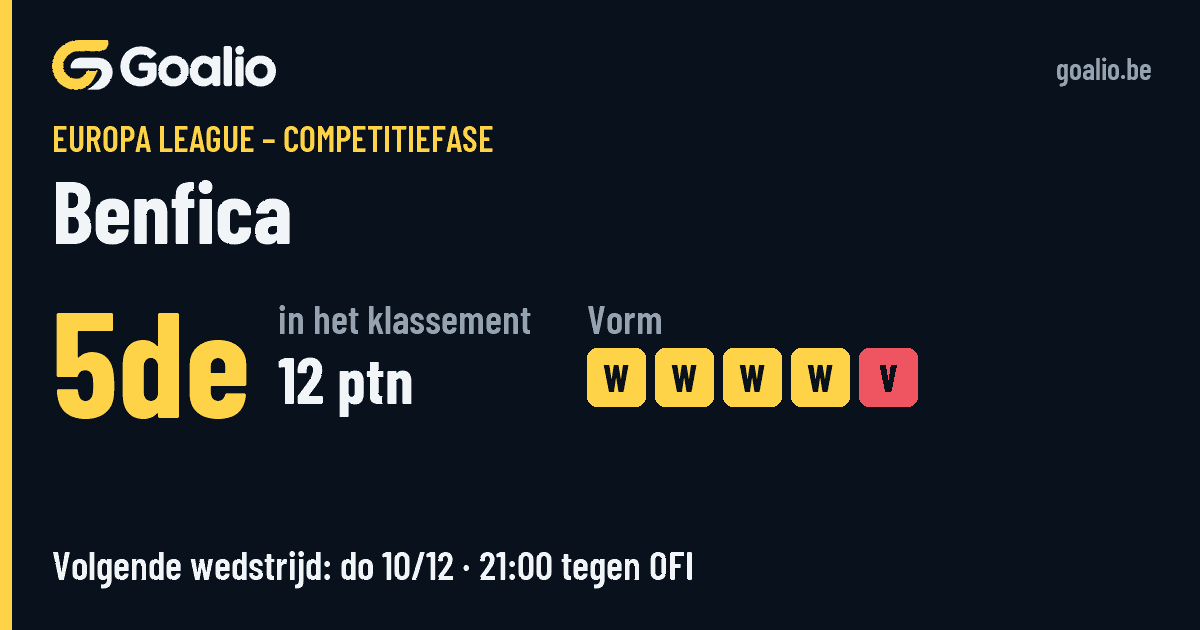 Goalio
goalio.be
EUROPA LEAGUE – COMPETITIEFASE
Benfica
5de
in het klassement
12 ptn
Vorm
W W W W V
Volgende wedstrijd: do 10/12 · 21:00 tegen OFI